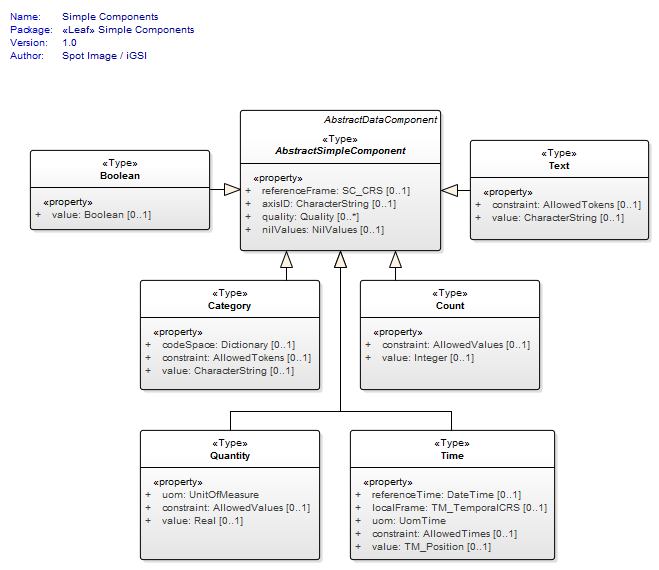 Name: Simple Components
Package: «Leaf» Simple Components
Version: 1.0
Author: Spot Image / iGSI
AbstractDataComponent
«Type»
AbstractSimpleComponent
«property»
+ referenceFrame: SC_CRS [0..1]
+ axisID: CharacterString [0..1]
+ quality: Quality [0..*]
+ nilValues: NilValues [0..1]
«Type»
Boolean
«property»
+ value: Boolean [0..1]
«Type»
Text
«property»
+ constraint: AllowedTokens [0..1]
+ value: CharacterString [0..1]
«Type»
Category
«property»
+ codeSpace: Dictionary [0..1]
+ constraint: AllowedTokens [0..1]
+ value: CharacterString [0..1]
«Type»
Count
«property»
+ constraint: AllowedValues [0..1]
+ value: Integer [0..1]
«Type»
Quantity
«property»
+ uom: UnitOfMeasure
+ constraint: AllowedValues [0..1]
+ value: Real [0..1]
«Type»
Time
«property»
+ referenceTime: DateTime [0..1]
+ localFrame: TM_TemporalCRS [0..1]
+ uom: UomTime
+ constraint: AllowedTimes [0..1]
+ value: TM_Position [0..1]